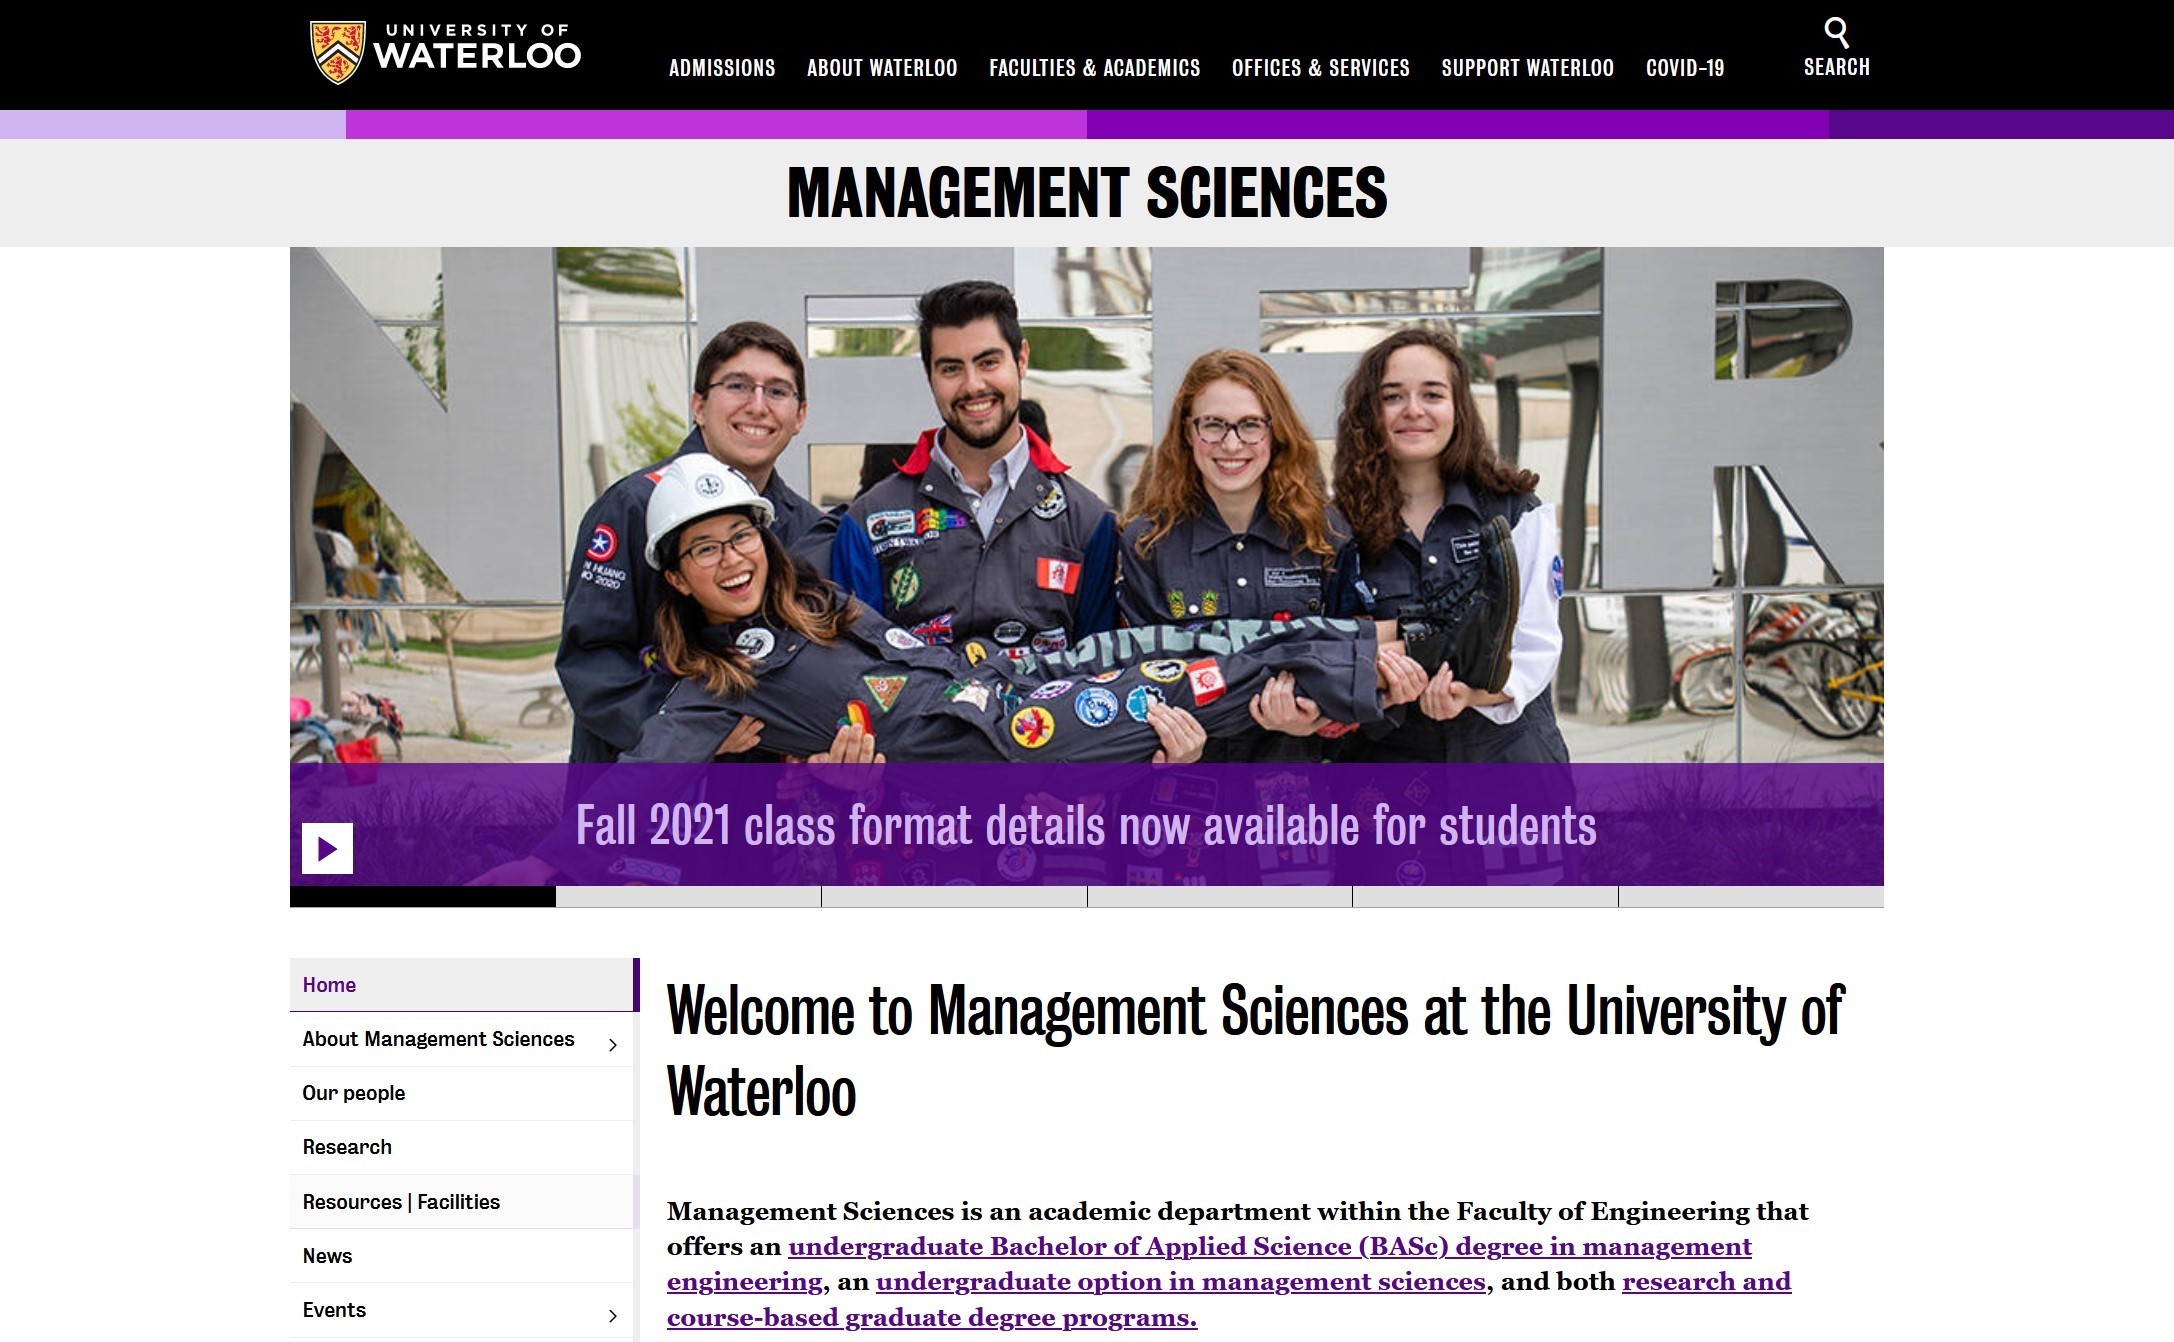 UNIVERSITY OF
WATERLOO
ADMISSIONS
ABOUT WATERLOO
FACULTIES & ACADEMICS
OFFICES & SERVICES
SUPPORT WATERLOO
COVID-19
SEARCH
MANAGEMENT SCIENCES
NEER
HUANG
2020
Fall 2021 class format details now available for students
Home
About Management Sciences
Our people
Research
Resources | Facilities
News
Events
Welcome to Management Sciences at the University of
Waterloo
Management Sciences is an academic department within the Faculty of Engineering that
offers an undergraduate Bachelor of Applied Science (BASc) degree in management
engineering, an undergraduate option in management sciences, and both research and
course-based graduate degree programs.